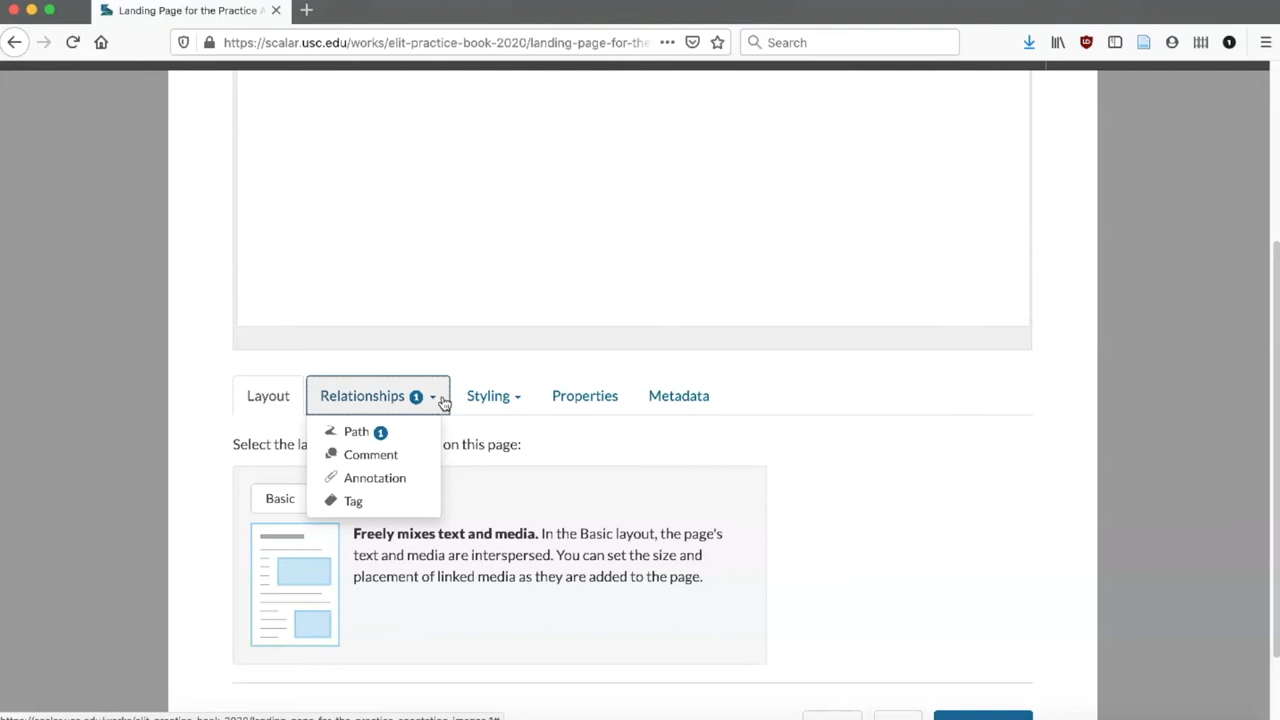 Landing Page for the Practice A
https://scalar.usc.edu/works/elit-practice-book-2020/landing-page-for-the
Search
1
Layout
Relationships 1
Styling
Properties
Metadata
Path 1
Comment
Annotation
Tag
Select the la
on this page:
Basic
Freely mixes text and media. In the Basic layout, the page's
text and media are interspersed. You can set the size and
placement of linked media as they are added to the page.